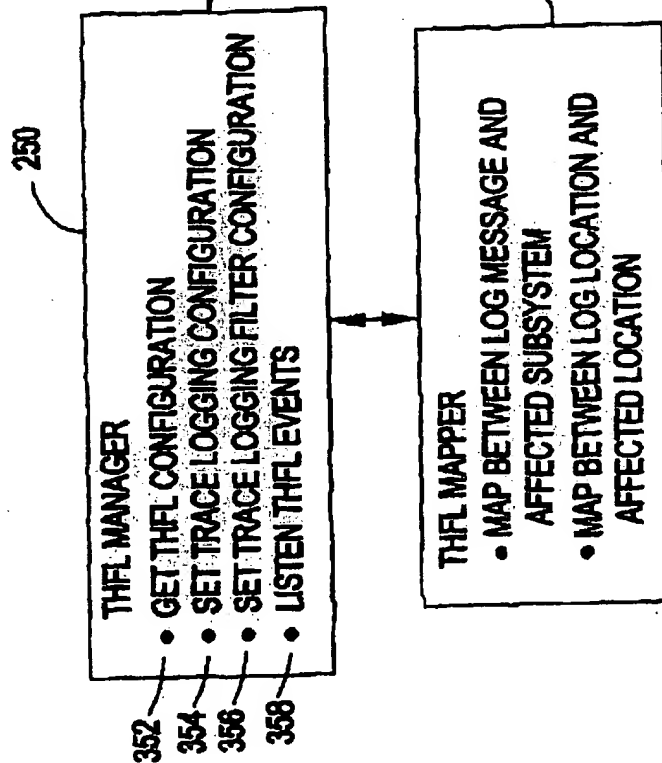 250
THFL MANAGER
352 • GET THFL CONFIGURATION
354 • SET TRACE LOGGING CONFIGURATION
356 • SET TRACE LOGGING FILTER CONFIGURATION
358 • LISTEN THFL EVENTS
THFL MAPPER
• MAP BETWEEN LOG MESSAGE AND
AFFECTED SUBSYSTEM
• MAP BETWEEN LOG LOCATION AND
AFFECTED LOCATION